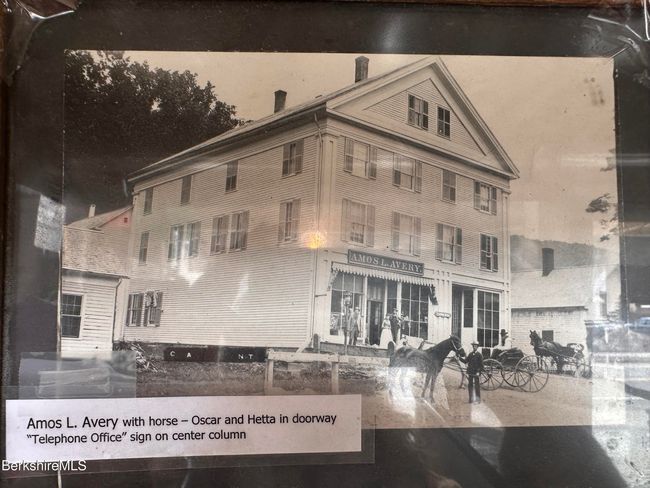 AMOS L. AVERY
Amos L. Avery with horse – Oscar and Hetta in doorway
"Telephone Office" sign on center column
BerkshireMLS